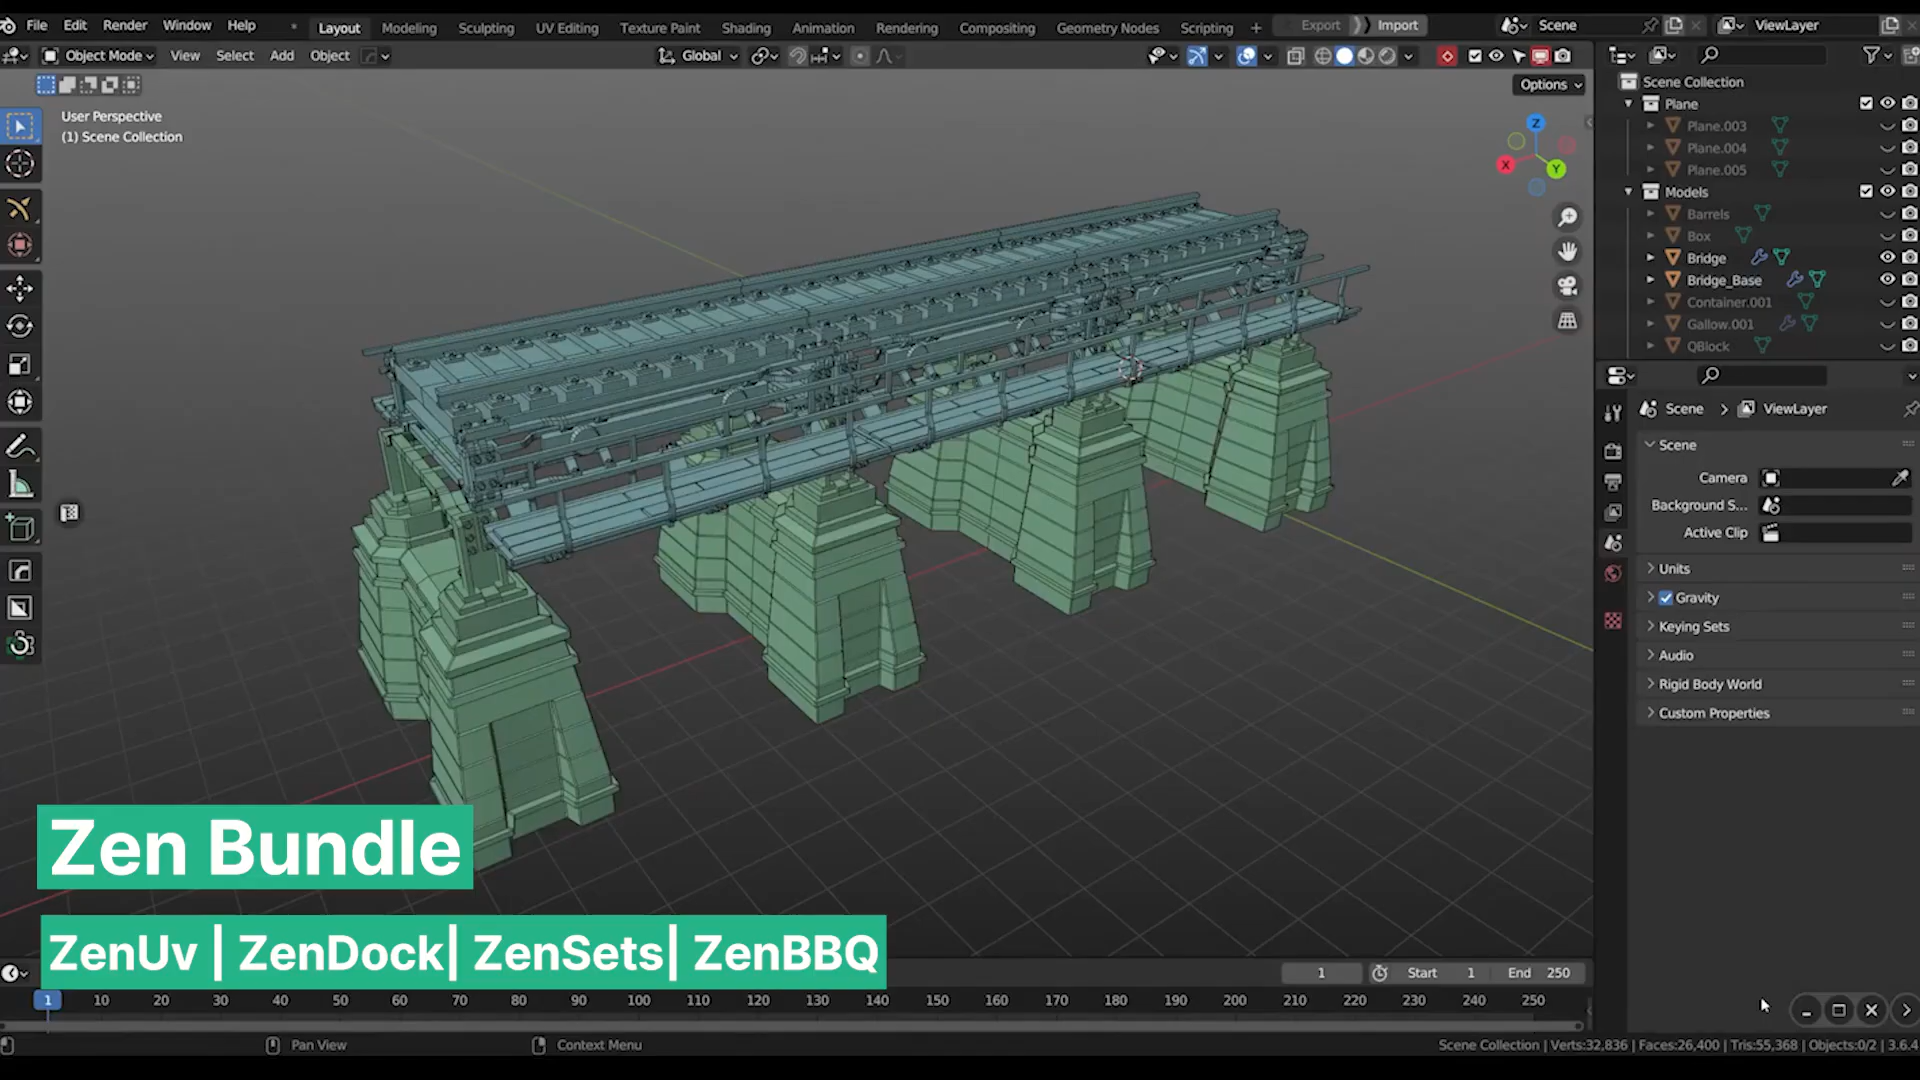 File Edit Render Window Help Layout Modeling Sculpting UV Editing Texture Paint Shading Animation Rendering Compositing Geometry Nodes Scripting + Export Import Scene ViewLayer
Object Mode View Select Add Object Global
Options
User Perspective
(1) Scene Collection
Z
X
Y
Scene Collection
Plane
Plane.003
Plane.004
Plane.005
Models
Barrels
Box
Bridge
Bridge_Base
Container.001
Gallow.001
QBlock
Scene > ViewLayer
Scene
Camera
Background S...
Active Clip
Units
Gravity
Keying Sets
Audio
Rigid Body World
Custom Properties
Zen Bundle
ZenUv | ZenDock| ZenSets| ZenBBQ
1 Start 1 End 250
1 10 20 30 40 50 60 70 80 90 100 110 120 130 140 150 160 170 180 190 200 210 220 230 240 250
Pan View Context Menu Scene Collection | Verts:32,836 | Faces:26,400 | Tris:55,368 | Objects:0/2 | 3.6.4